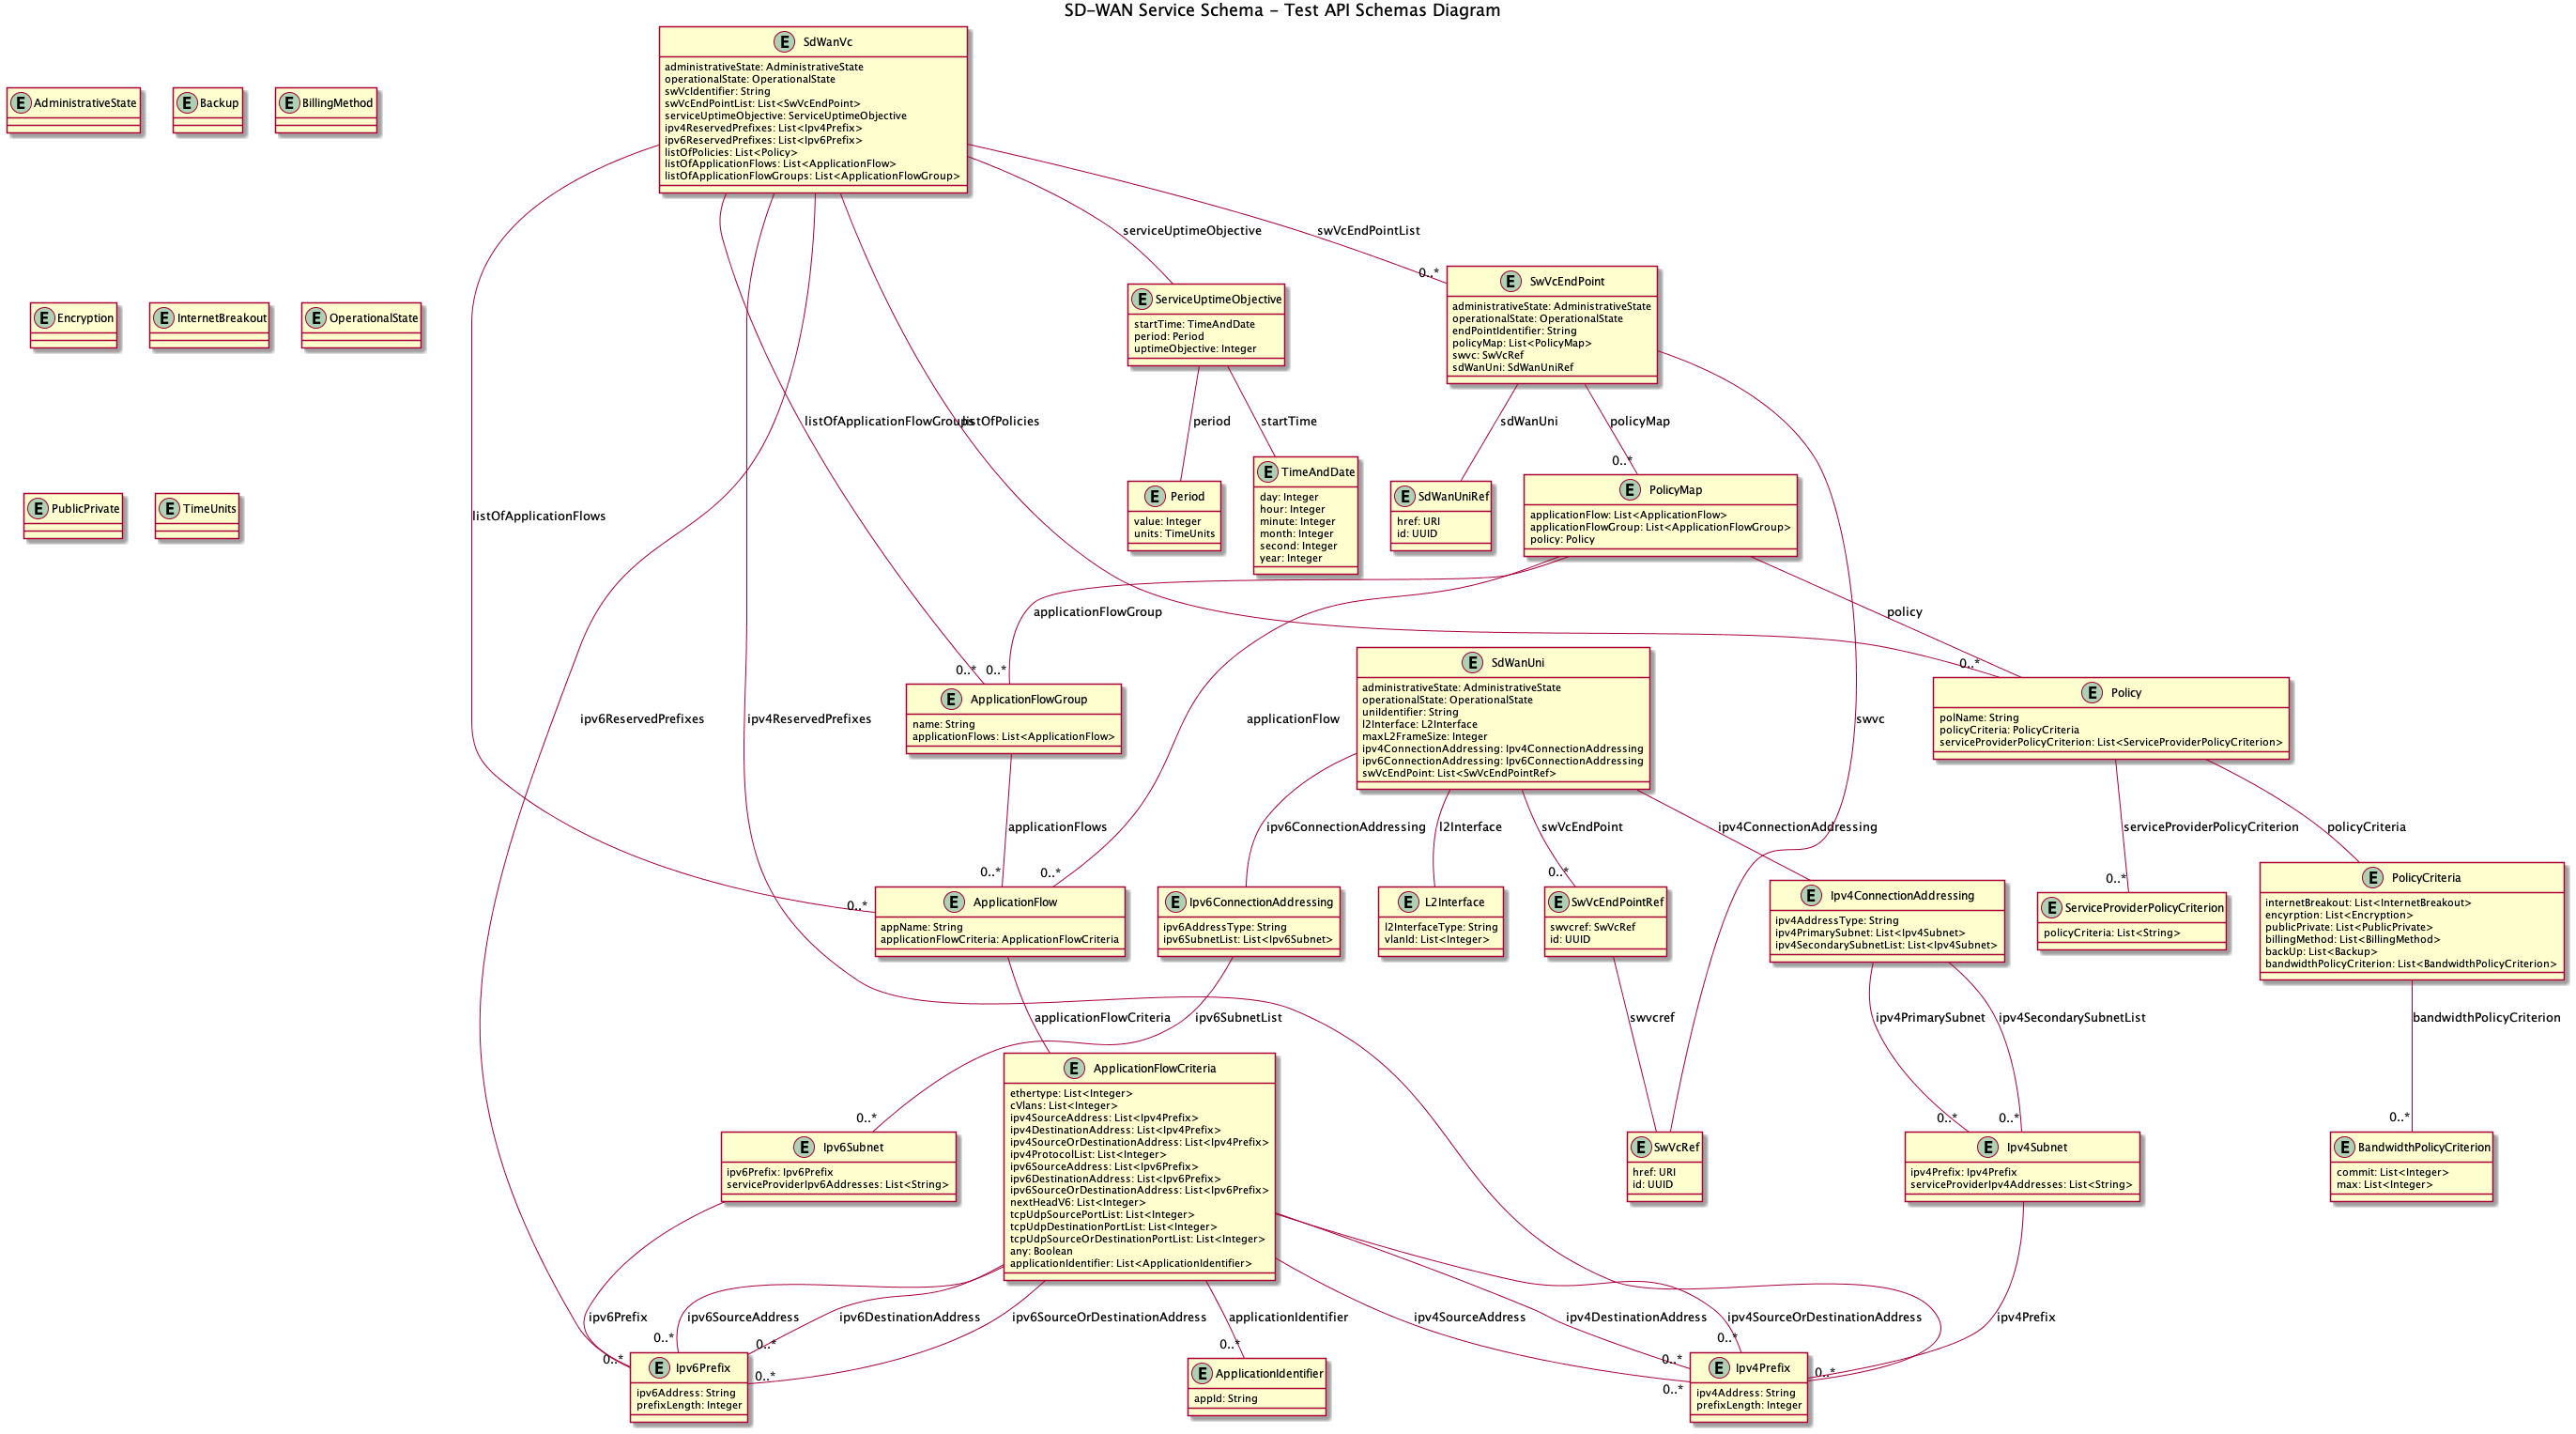 SD-WAN Service Schema - Test API Schemas Diagram
E SdWanVc
administrativeState: AdministrativeState
operationalState: OperationalState
swVcIdentifier: String
swVcEndPointList: List<SwVcEndPoint>
serviceUptimeObjective: ServiceUptimeObjective
ipv4ReservedPrefixes: List<Ipv4Prefix>
ipv6ReservedPrefixes: List<Ipv6Prefix>
listOfPolicies: List<Policy>
listOfApplicationFlows: List<ApplicationFlow>
listOfApplicationFlowGroups: List<ApplicationFlowGroup>
E AdministrativeState
E Backup
E BillingMethod
serviceUptimeObjective
swVcEndPointList
0..*
E Encryption
E InternetBreakout
E OperationalState
E ServiceUptimeObjective
startTime: TimeAndDate
period: Period
uptimeObjective: Integer
E SwVcEndPoint
administrativeState: AdministrativeState
operationalState: OperationalState
endPointIdentifier: String
policyMap: List<PolicyMap>
swvc: SwVcRef
sdWanUni: SdWanUniRef
listOfApplicationFlowGroups
listOfPolicies
period
startTime
sdWanUni
policyMap
0..*
E PublicPrivate
E TimeUnits
listOfApplicationFlows
E Period
value: Integer
units: TimeUnits
E TimeAndDate
day: Integer
hour: Integer
minute: Integer
month: Integer
second: Integer
year: Integer
E SdWanUniRef
href: URI
id: UUID
E PolicyMap
applicationFlow: List<ApplicationFlow>
applicationFlowGroup: List<ApplicationFlowGroup>
policy: Policy
applicationFlowGroup
policy
0..*
0..*
0..*
ipv6ReservedPrefixes
ipv4ReservedPrefixes
E ApplicationFlowGroup
name: String
applicationFlows: List<ApplicationFlow>
applicationFlow
E SdWanUni
administrativeState: AdministrativeState
operationalState: OperationalState
uniIdentifier: String
l2Interface: L2Interface
maxL2FrameSize: Integer
ipv4ConnectionAddressing: Ipv4ConnectionAddressing
ipv6ConnectionAddressing: Ipv6ConnectionAddressing
swVcEndPoint: List<SwVcEndPointRef>
swvc
E Policy
polName: String
policyCriteria: PolicyCriteria
serviceProviderPolicyCriterion: List<ServiceProviderPolicyCriterion>
applicationFlows
ipv6ConnectionAddressing
l2Interface
swVcEndPoint
ipv4ConnectionAddressing
serviceProviderPolicyCriterion
policyCriteria
0..*
0..*
0..*
0..*
0..*
E ApplicationFlow
appName: String
applicationFlowCriteria: ApplicationFlowCriteria
E Ipv6ConnectionAddressing
ipv6AddressType: String
ipv6SubnetList: List<Ipv6Subnet>
E L2Interface
l2InterfaceType: String
vlanId: List<Integer>
E SwVcEndPointRef
swvcref: SwVcRef
id: UUID
E Ipv4ConnectionAddressing
ipv4AddressType: String
ipv4PrimarySubnet: List<Ipv4Subnet>
ipv4SecondarySubnetList: List<Ipv4Subnet>
E ServiceProviderPolicyCriterion
policyCriteria: List<String>
E PolicyCriteria
internetBreakout: List<InternetBreakout>
encyrption: List<Encryption>
publicPrivate: List<PublicPrivate>
billingMethod: List<BillingMethod>
backUp: List<Backup>
bandwidthPolicyCriterion: List<BandwidthPolicyCriterion>
applicationFlowCriteria
ipv6SubnetList
swvcref
ipv4PrimarySubnet
ipv4SecondarySubnetList
bandwidthPolicyCriterion
0..*
0..*
0..*
0..*
E Ipv6Subnet
ipv6Prefix: Ipv6Prefix
serviceProviderIpv6Addresses: List<String>
E ApplicationFlowCriteria
ethertype: List<Integer>
cVlans: List<Integer>
ipv4SourceAddress: List<Ipv4Prefix>
ipv4DestinationAddress: List<Ipv4Prefix>
ipv4SourceOrDestinationAddress: List<Ipv4Prefix>
ipv4ProtocolList: List<Integer>
ipv6SourceAddress: List<Ipv6Prefix>
ipv6DestinationAddress: List<Ipv6Prefix>
ipv6SourceOrDestinationAddress: List<Ipv6Prefix>
nextHeadV6: List<Integer>
tcpUdpSourcePortList: List<Integer>
tcpUdpDestinationPortList: List<Integer>
tcpUdpSourceOrDestinationPortList: List<Integer>
any: Boolean
applicationIdentifier: List<ApplicationIdentifier>
E SwVcRef
href: URI
id: UUID
E Ipv4Subnet
ipv4Prefix: Ipv4Prefix
serviceProviderIpv4Addresses: List<String>
E BandwidthPolicyCriterion
commit: List<Integer>
max: List<Integer>
ipv6Prefix
ipv6SourceAddress
ipv6DestinationAddress
ipv6SourceOrDestinationAddress
applicationIdentifier
ipv4SourceAddress
ipv4DestinationAddress
ipv4SourceOrDestinationAddress
ipv4Prefix
0..*
0..*
0..*
0..*
0..*
0..*
0..*
0..*
0..*
E Ipv6Prefix
ipv6Address: String
prefixLength: Integer
E ApplicationIdentifier
appId: String
E Ipv4Prefix
ipv4Address: String
prefixLength: Integer